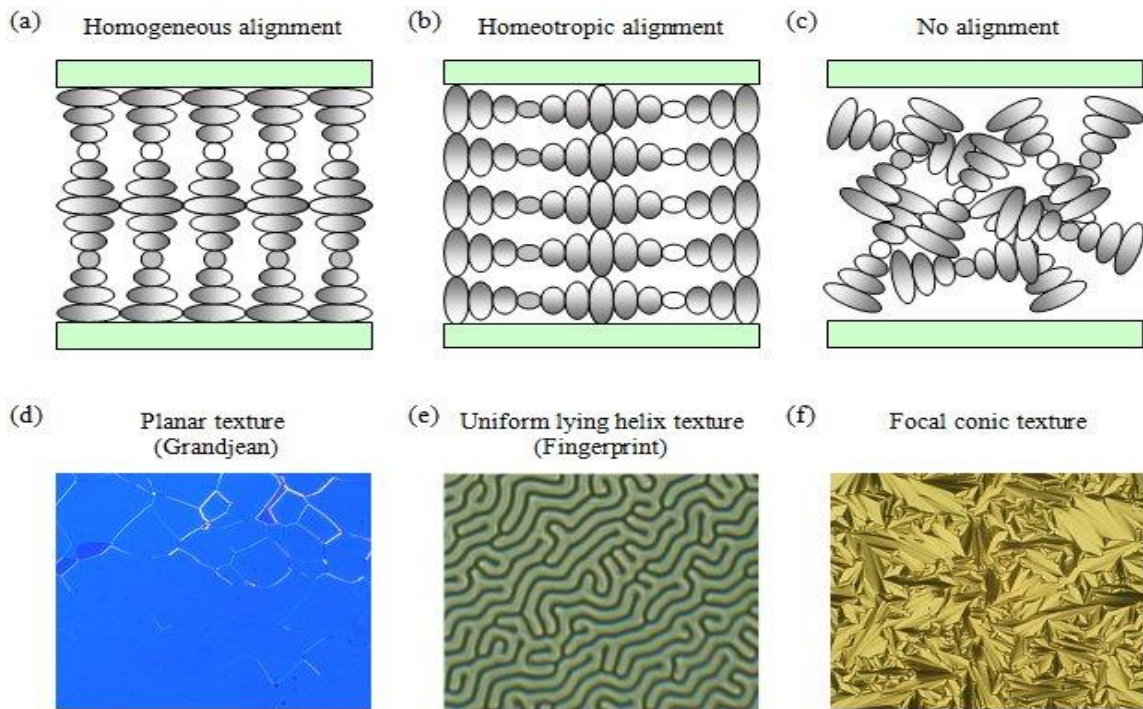 (a) Homogeneous alignment
(b) Homeotropic alignment
(c) No alignment
(d) Planar texture
(Grandjean)
(e) Uniform lying helix texture
(Fingerprint)
(f) Focal conic texture